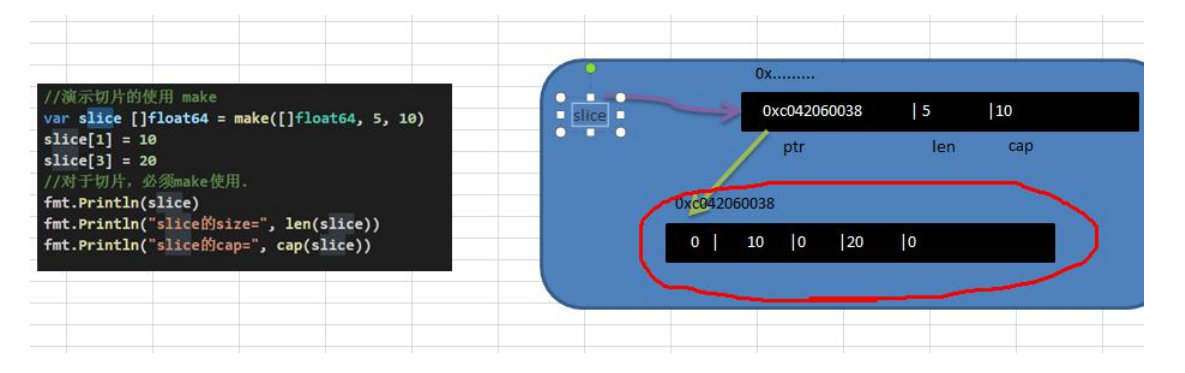 //演示切片的使用 make
var slice []float64 = make([]float64, 5, 10)
slice[1] = 10
slice[3] = 20
//对于切片，必须make使用.
fmt.Println(slice)
fmt.Println("slice的size=", len(slice))
fmt.Println("slice的cap=", cap(slice))
0x.........
slice
0xc042060038 |5 |10
ptr len cap
0xc042060038
0 | 10 |0 |20 |0